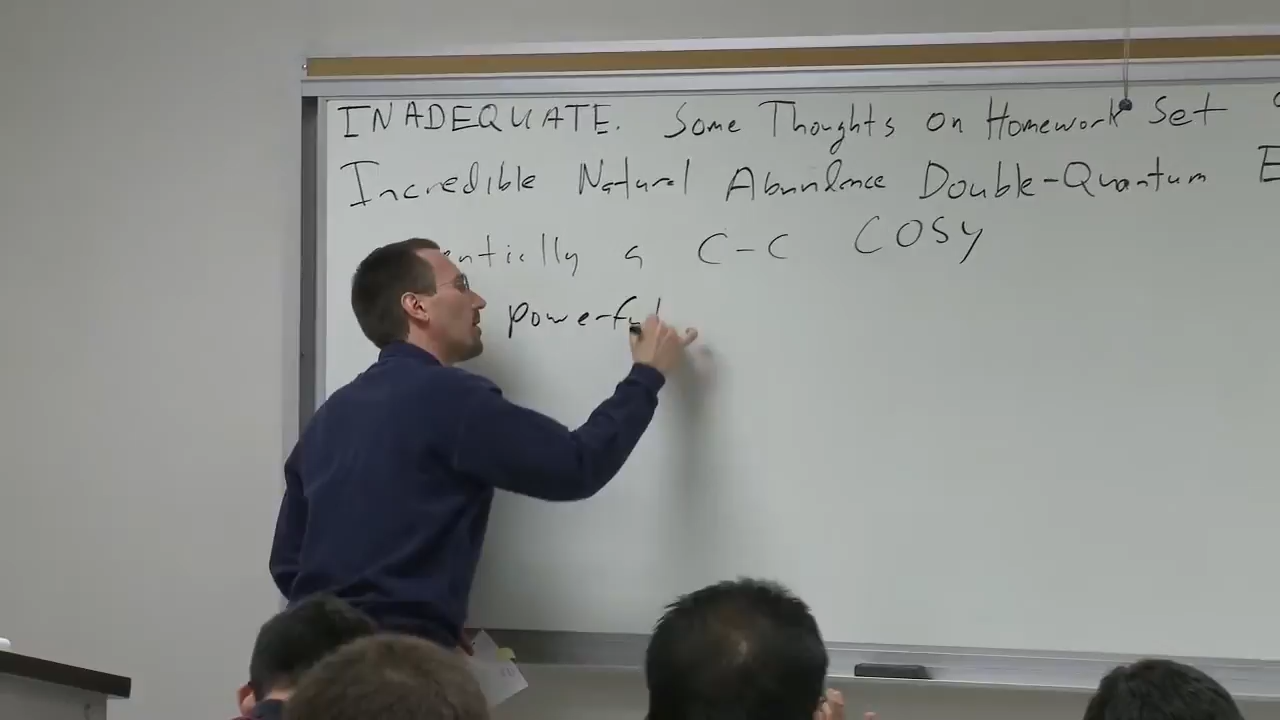 INADEQUATE. Some Thoughts On Homework Set
Incredible Natural Abundance Double-Quantum E
entially a C-C COSY
powerful